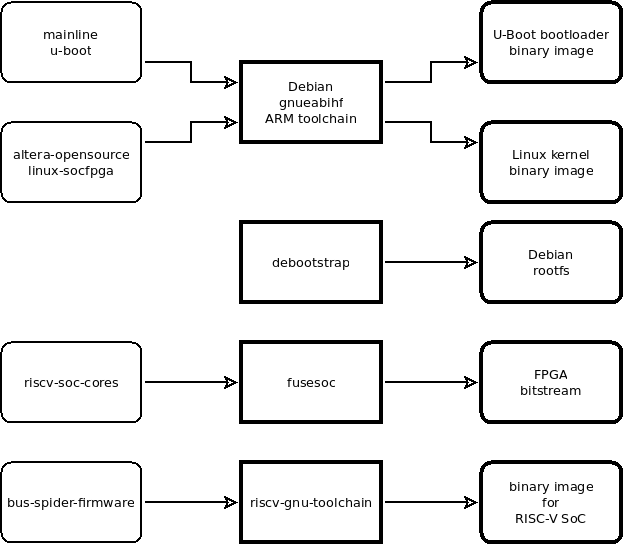 mainline
u-boot
Debian
gnueabihf
ARM toolchain
U-Boot bootloader
binary image
altera-opensource
linux-socfpga
Linux kernel
binary image
debootstrap
Debian
rootfs
riscv-soc-cores
fusesoc
FPGA
bitstream
bus-spider-firmware
riscv-gnu-toolchain
binary image
for
RISC-V SoC